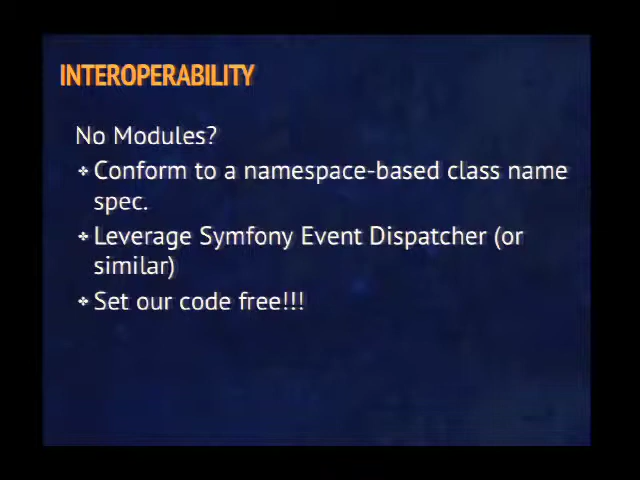 INTEROPERABILITY
No Modules?
❖ Conform to a namespace-based class name
spec.
❖ Leverage Symfony Event Dispatcher (or
similar)
❖ Set our code free!!!